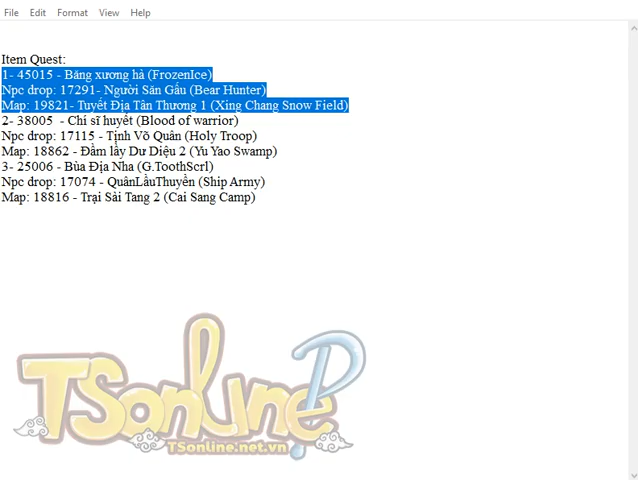 File Edit Format View Help
Item Quest:
1- 45015 - Băng xương hà (FrozenIce)
Npc drop: 17291- Người Săn Gấu (Bear Hunter)
Map: 19821- Tuyết Địa Tân Thương 1 (Xing Chang Snow Field)
2- 38005 - Chí sĩ huyết (Blood of warrior)
Npc drop: 17115 - Tịnh Võ Quân (Holy Troop)
Map: 18862 - Đầm lầy Dư Diệu 2 (Yu Yao Swamp)
3- 25006 - Bùa Địa Nha (G.ToothScrl)
Npc drop: 17074 - QuânLầuThuyền (Ship Army)
Map: 18816 - Trại Sài Tang 2 (Cai Sang Camp)
TSonline P
TSonline.net.vn